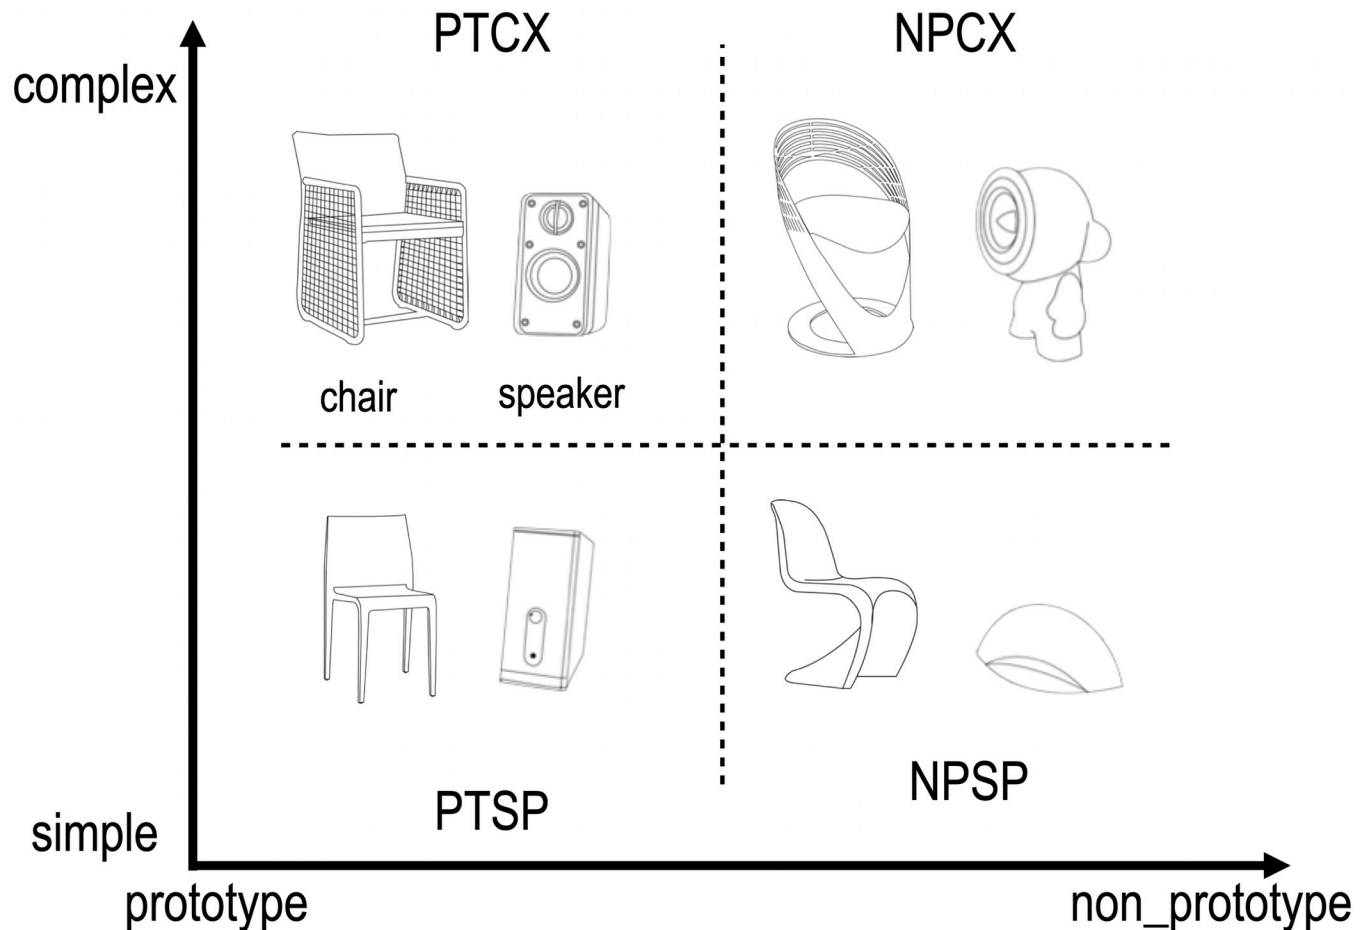 PTCX
NPCX
complex
chair
speaker
NPSP
PTSP
simple
prototype
non_prototype